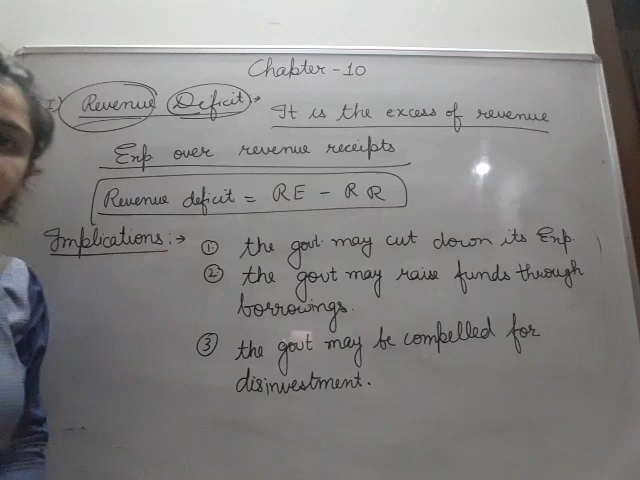 Chapter - 10
I) Revenue Deficit:- It is the excess of revenue
Exp over revenue receipts
Revenue deficit = RE - RR
Implications:→ ① the govt may cut down its Exp.
② the govt may raise funds through
borrowings.
③ the govt may be compelled for
disinvestment.